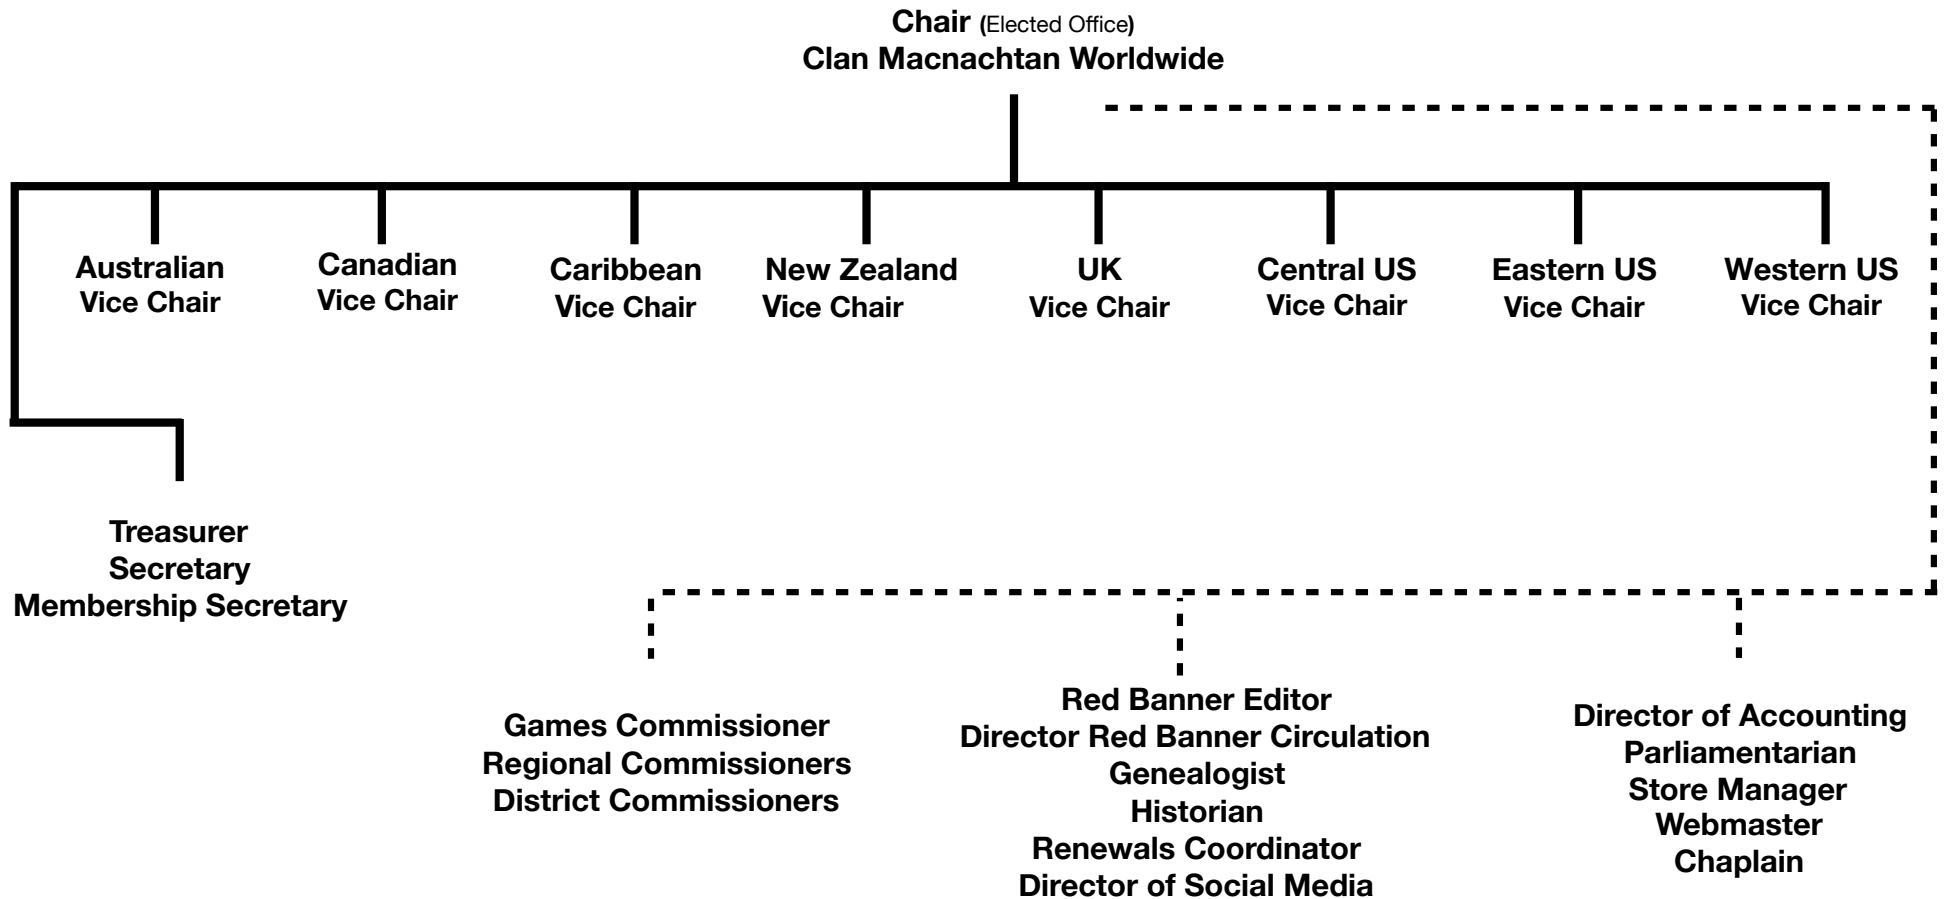 Chair (Elected Office)
Clan Macnachtan Worldwide
Australian
Vice Chair
Canadian
Vice Chair
Caribbean
Vice Chair
New Zealand
Vice Chair
UK
Vice Chair
Central US
Vice Chair
Eastern US
Vice Chair
Western US
Vice Chair
Treasurer
Secretary
Membership Secretary
Games Commissioner
Regional Commissioners
District Commissioners
Red Banner Editor
Director Red Banner Circulation
Genealogist
Historian
Renewals Coordinator
Director of Social Media
Director of Accounting
Parliamentarian
Store Manager
Webmaster
Chaplain